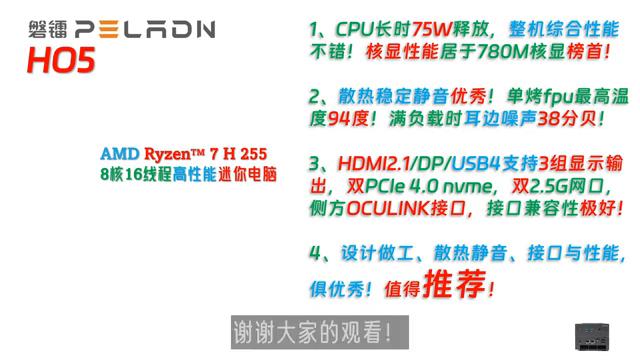 磐镭 PELADN
HO5
AMD Ryzen™ 7 H 255
8核16线程高性能迷你电脑
1、CPU长时75W释放，整机综合性能
不错！核显性能居于780M核显榜首！
2、散热稳定静音优秀！单烤fpu最高温
度94度！满负载时耳边噪声38分贝！
3、HDMI2.1/DP/USB4支持3组显示输
出，双PCIe 4.0 nvme，双2.5G网口，
侧方OCULINK接口，接口兼容性极好！
4、设计做工、散热静音、接口与性能，
俱优秀！值得推荐！
谢谢大家的观看！